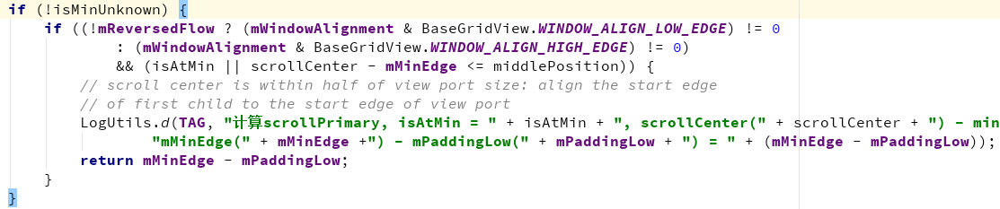 if (!isMinUnknown) {
    if ((!mReversedFlow ? (mWindowAlignment & BaseGridView.WINDOW_ALIGN_LOW_EDGE) != 0
            : (mWindowAlignment & BaseGridView.WINDOW_ALIGN_HIGH_EDGE) != 0)
            && (isAtMin || scrollCenter - mMinEdge <= middlePosition)) {
        // scroll center is within half of view port size: align the start edge
        // of first child to the start edge of view port
        LogUtils.d(TAG, "计算scrollPrimary, isAtMin = " + isAtMin + ", scrollCenter(" + scrollCenter + ") - min
                "mMinEdge(" + mMinEdge +") - mPaddingLow(" + mPaddingLow + ") = " + (mMinEdge - mPaddingLow));
        return mMinEdge - mPaddingLow;
    }
}